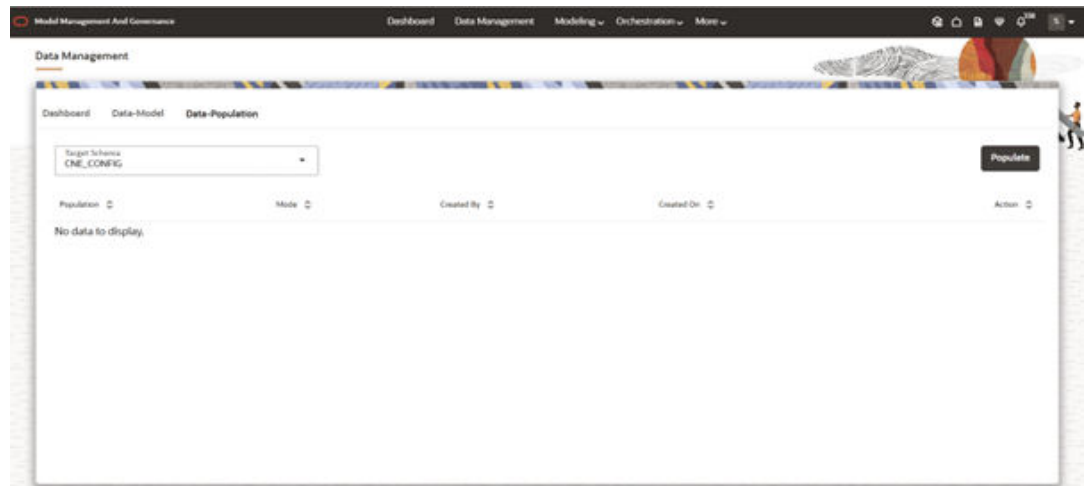 Model Management And Governance Dashboard Data Management Modeling Orchestration More
Data Management
Dashboard Data-Model Data-Population
Target Schema
CNE_CONFIG
Populate
Population Mode Created By Created On Action
No data to display.